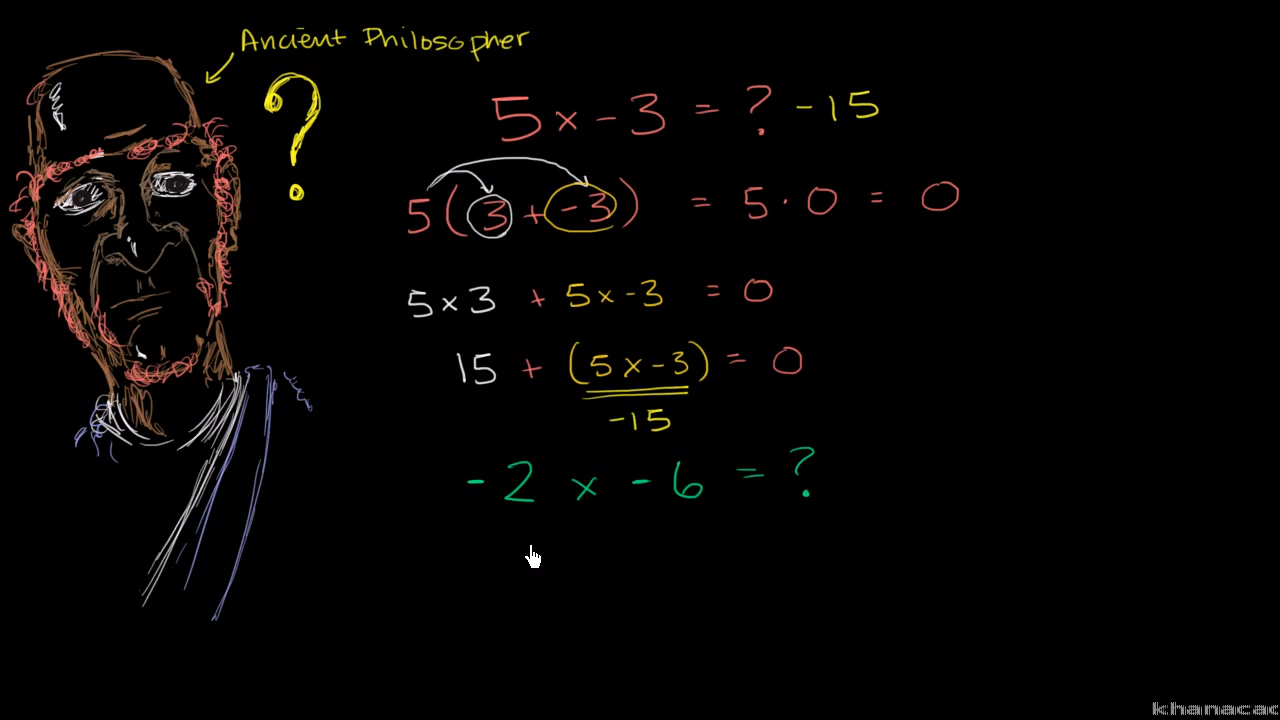 Ancient Philosopher
?
5 x -3 = ? -15
5(3 + -3) = 5 · 0 = 0
5 x 3 + 5 x -3 = 0
15 + (5 x -3) = 0
-15
-2 x -6 = ?
khanacad